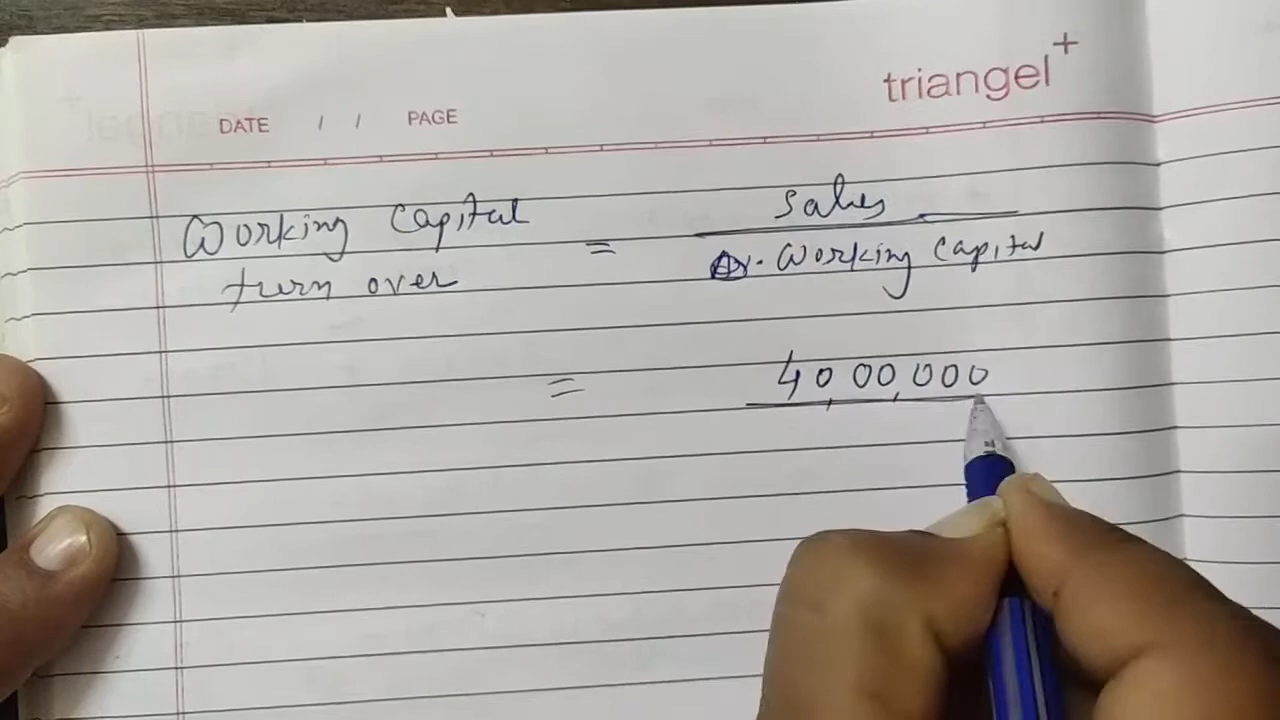 triangel+
DATE / / PAGE
Working Capital turn over = Sales
Av. Working Capital
= 40,00,000